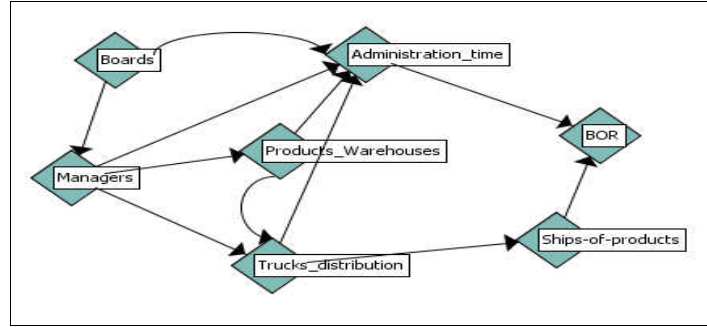 Boards
Administration_time
BOR
Products_Warehouses
Managers
Ships-of-products
Trucks_distribution